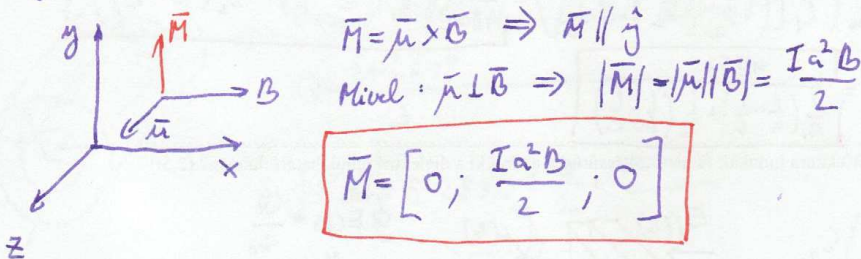 y M̄ B μ̄ x z
M̄ = μ̄ × B̄ ⇒ M̄ ∥ ŷ
Mivel : μ̄ ⊥ B̄ ⇒ |M̄| = |μ̄||B̄| = Ia²B/2
M̄ = [0 ; Ia²B/2 ; 0]